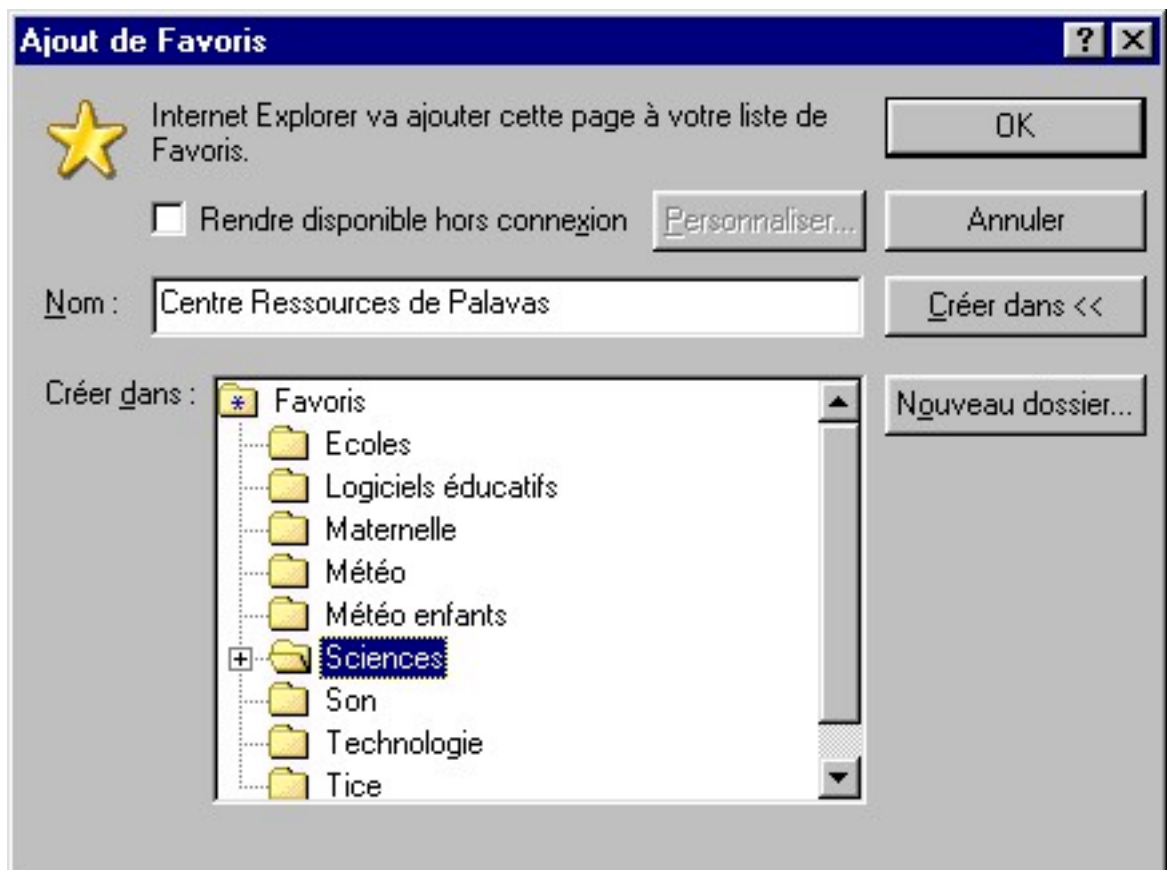 Ajout de Favoris
Internet Explorer va ajouter cette page à votre liste de
Favoris.
OK
Rendre disponible hors connexion
Personnaliser...
Annuler
Nom :
Centre Ressources de Palavas
Créer dans <<
Créer dans :
Favoris
Nouveau dossier...
Ecoles
Logiciels éducatifs
Maternelle
Météo
Météo enfants
Sciences
Son
Technologie
Tice